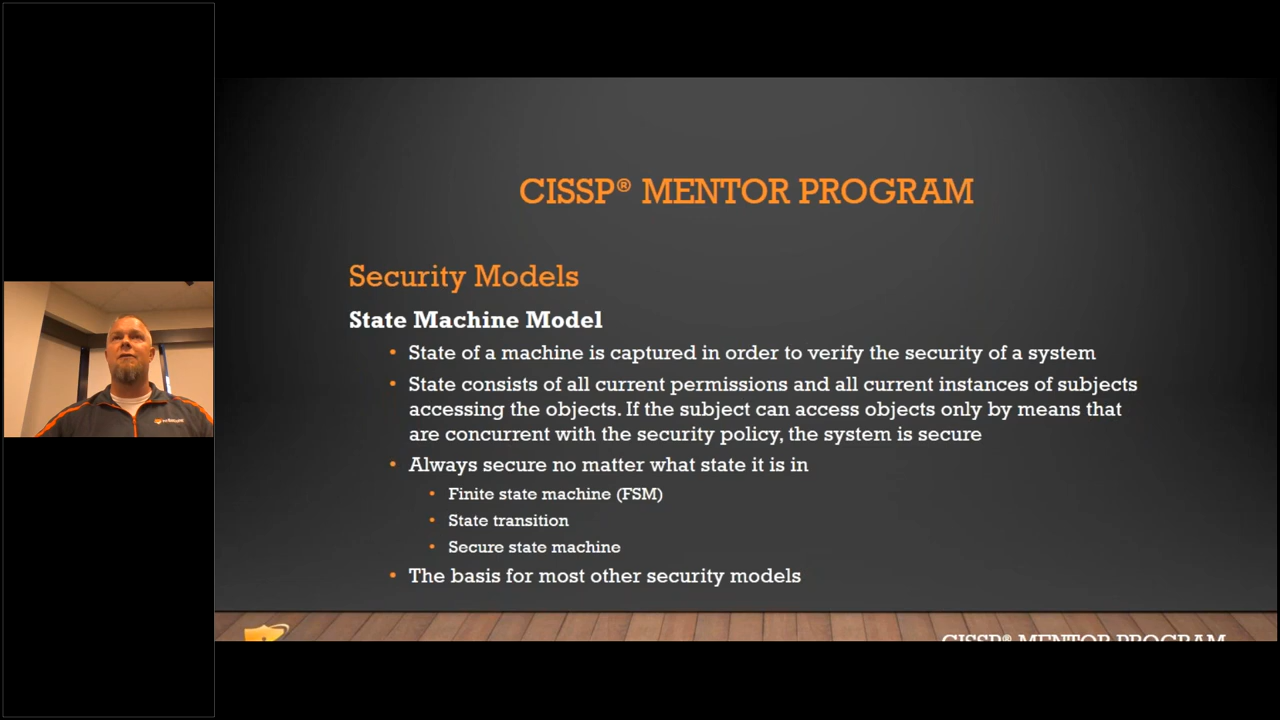 CISSP® MENTOR PROGRAM
Security Models
State Machine Model
• State of a machine is captured in order to verify the security of a system
• State consists of all current permissions and all current instances of subjects
accessing the objects. If the subject can access objects only by means that
are concurrent with the security policy, the system is secure
• Always secure no matter what state it is in
• Finite state machine (FSM)
• State transition
• Secure state machine
• The basis for most other security models
CISSP® MENTOR PROGRAM